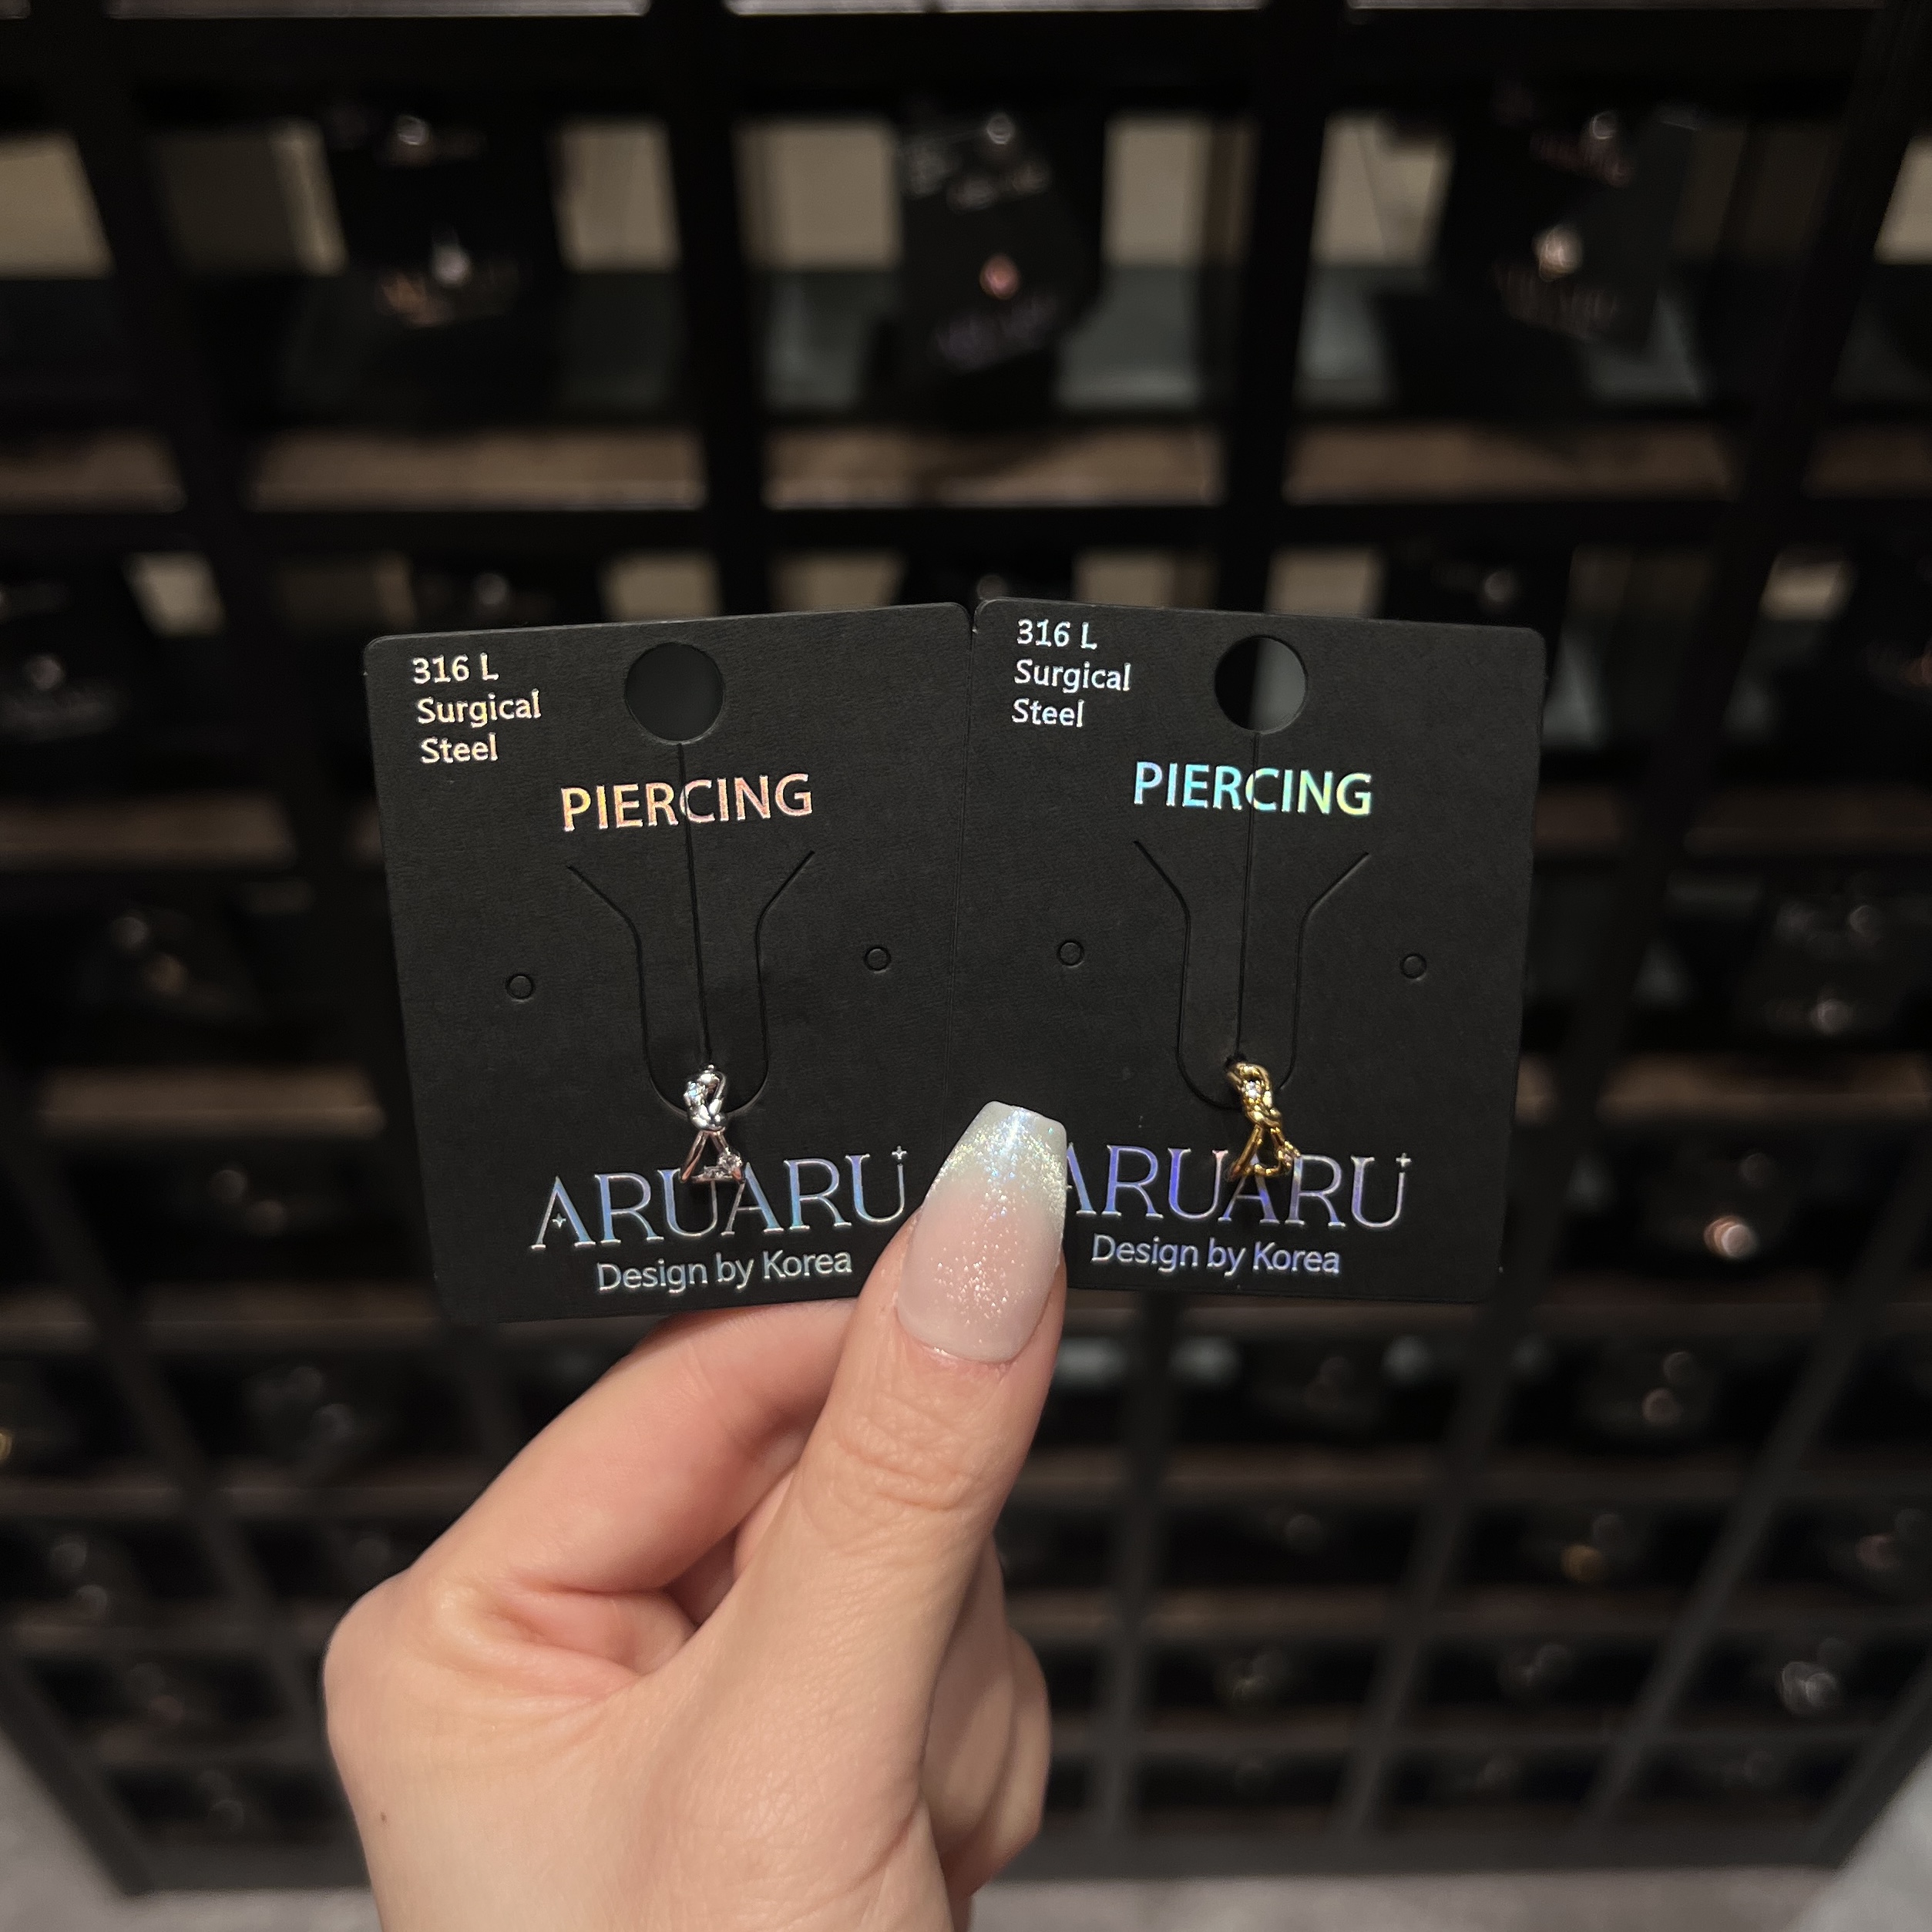 316 L
Surgical
Steel
PIERCING
ARUARU
Design by Korea
316 L
Surgical
Steel
PIERCING
ARUARU
Design by Korea